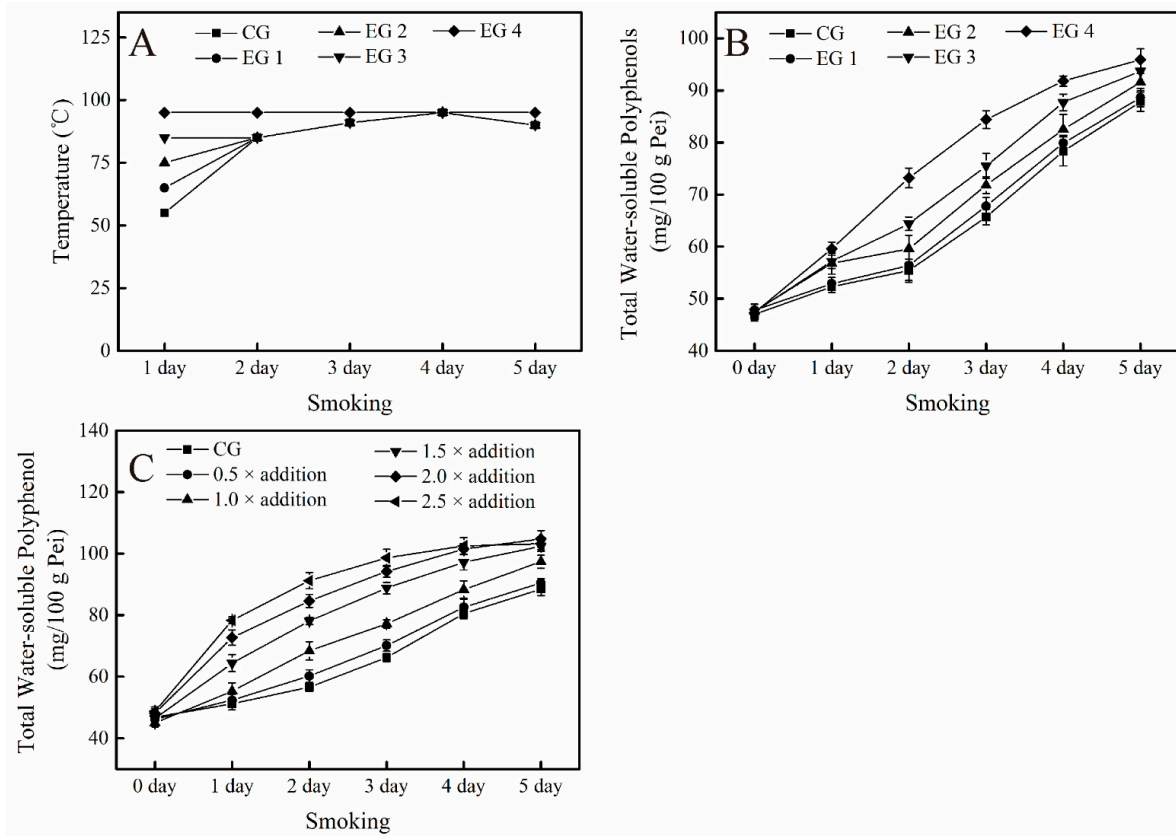 A
CG
EG 1
EG 2
EG 3
EG 4
Temperature (℃)
125
100
75
50
25
0
1 day 2 day 3 day 4 day 5 day
Smoking
B
CG
EG 1
EG 2
EG 3
EG 4
Total Water-soluble Polyphenols
(mg/100 g Pei)
100
90
80
70
60
50
40
0 day 1 day 2 day 3 day 4 day 5 day
Smoking
C
CG
0.5 × addition
1.0 × addition
1.5 × addition
2.0 × addition
2.5 × addition
Total Water-soluble Polyphenol
(mg/100 g Pei)
140
120
100
80
60
40
0 day 1 day 2 day 3 day 4 day 5 day
Smoking